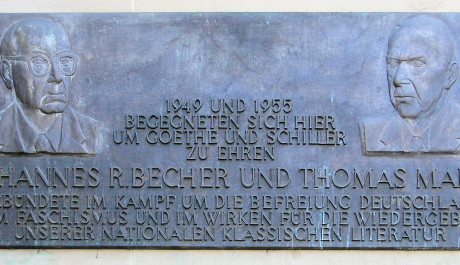 1949 UND 1955
BEGEGNETEN SICH HIER
UM GOETHE UND SCHILLER
ZU EHREN
HANNES R.BECHER UND THOMAS MA
BÜNDETE IM KAMPF UM DIE BEFREIUNG DEUTSCHLA
M FASCHISMUS UND IM WIRKEN FÜR DIE WIEDERGEB
UNSERER NATIONALEN KLASSISCHEN LITERATUR